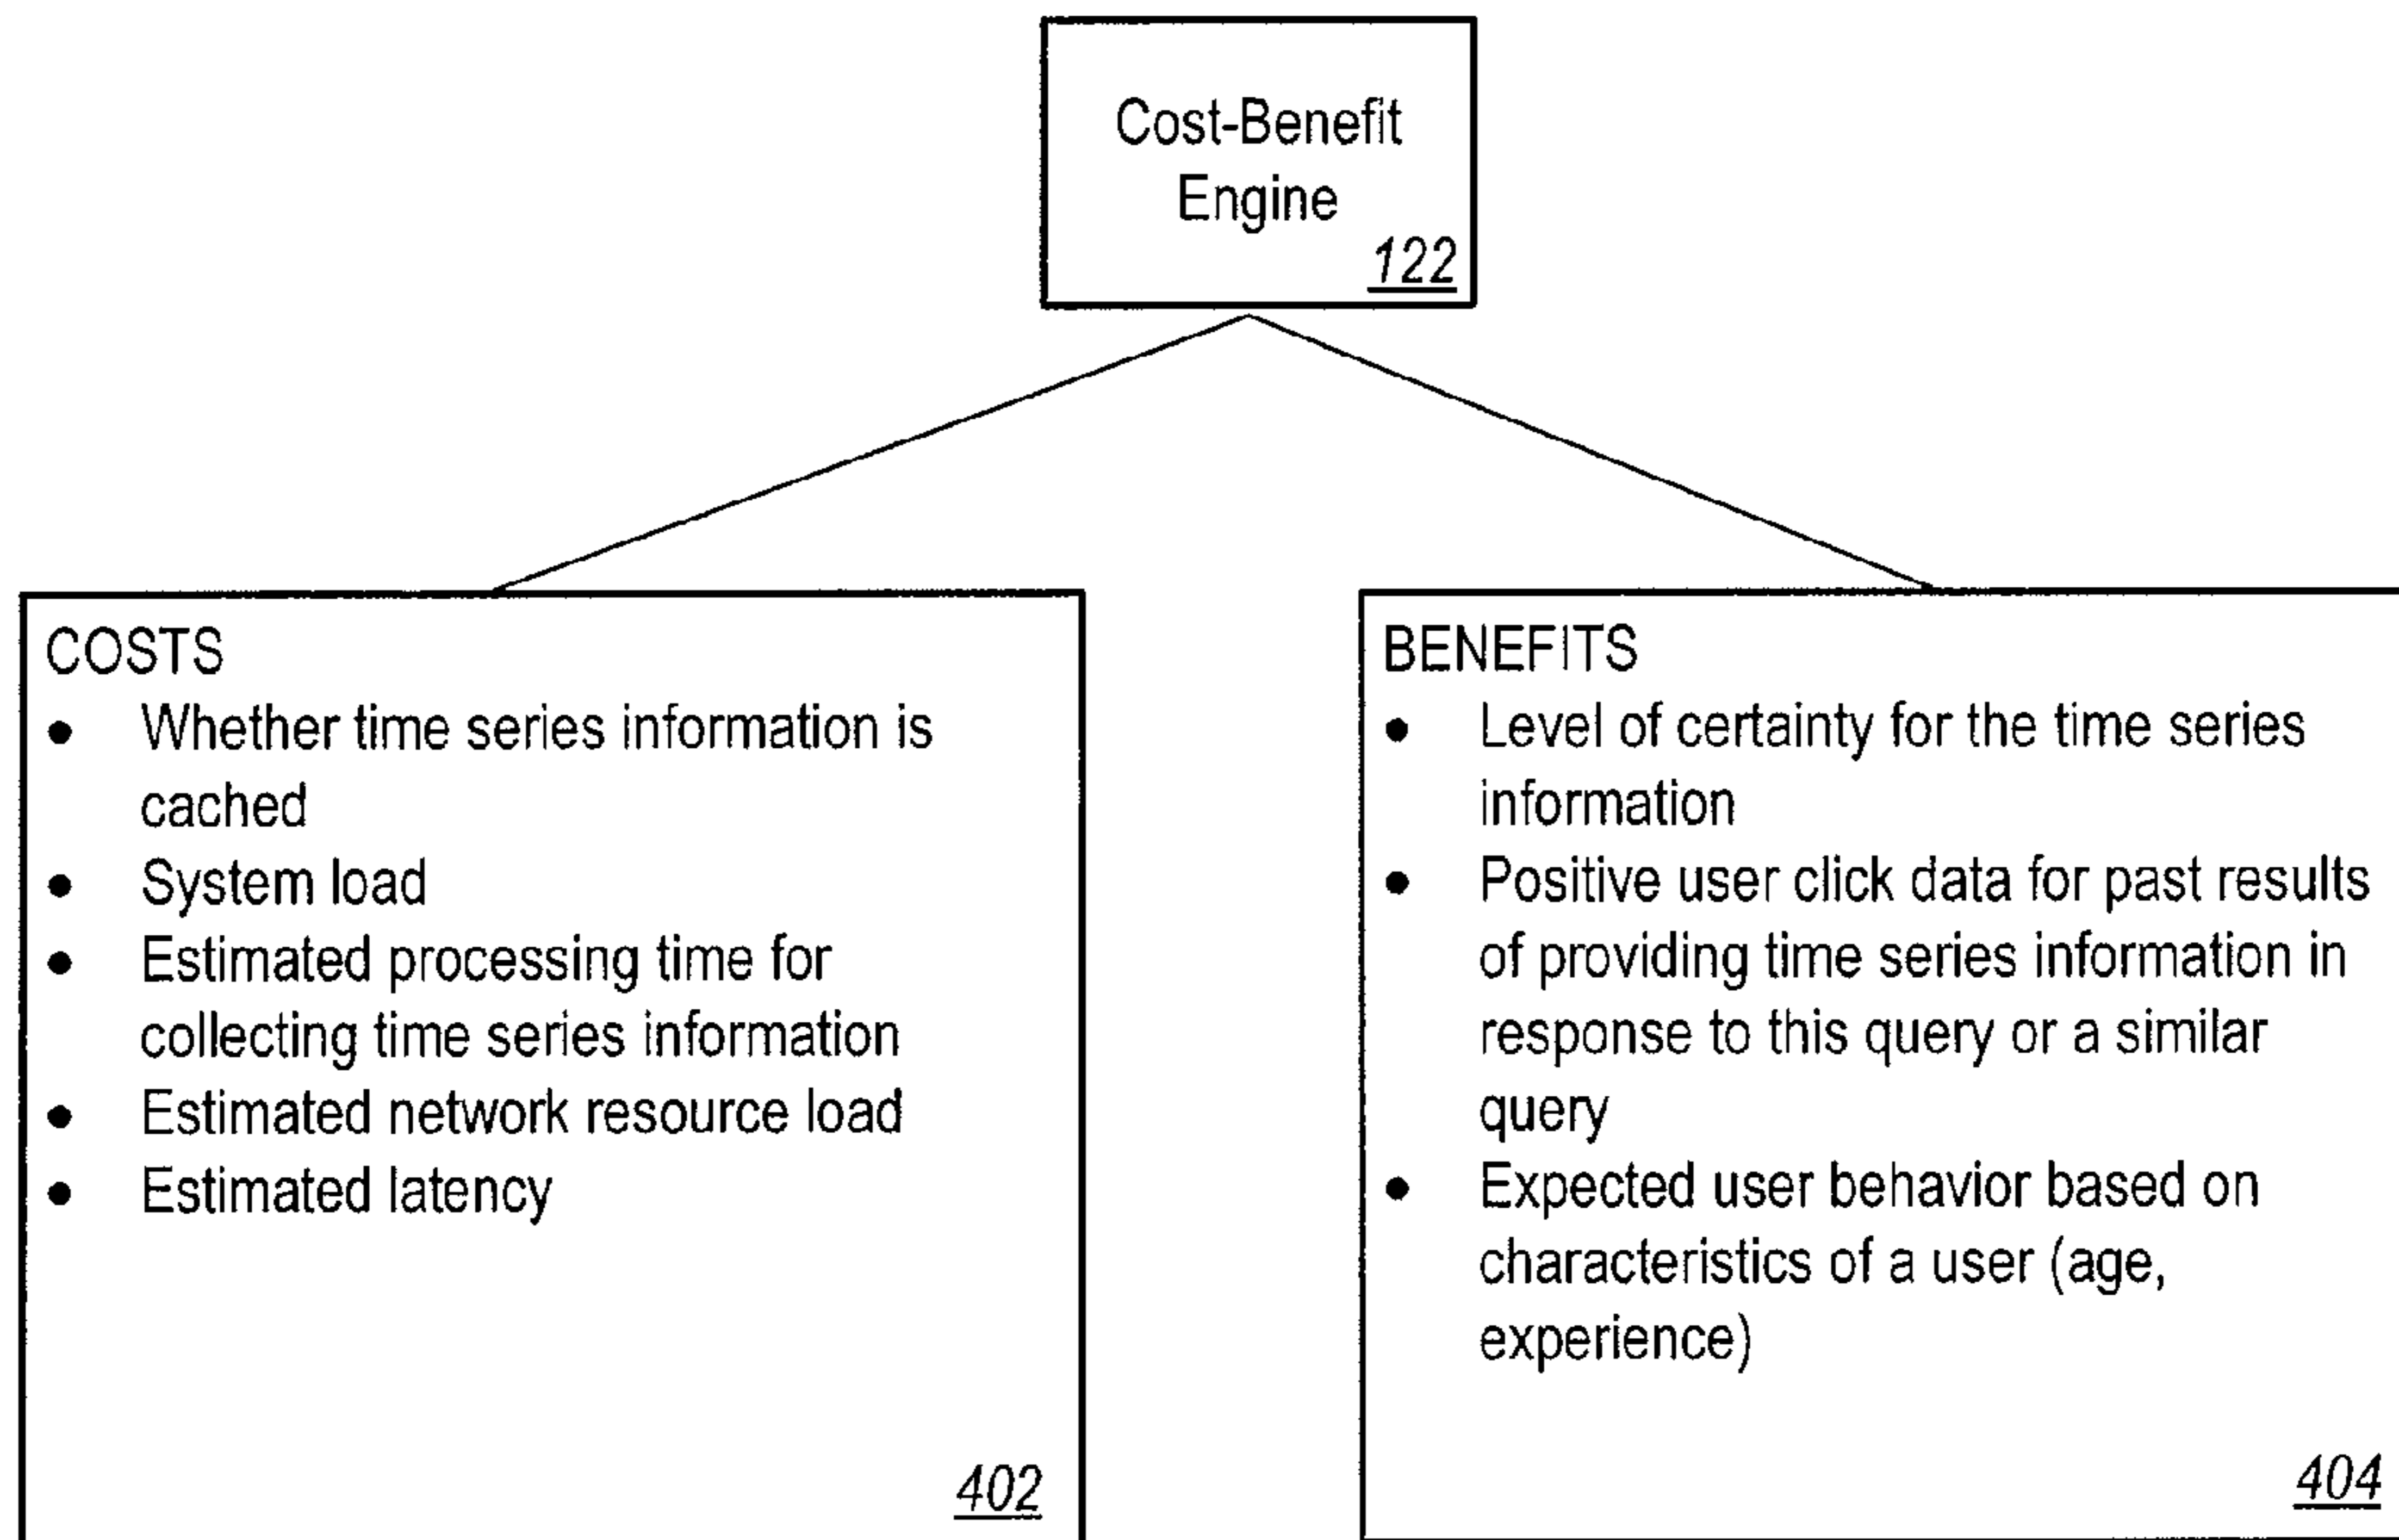 Cost-Benefit
Engine
122
COSTS
• Whether time series information is
cached
• System load
• Estimated processing time for
collecting time series information
• Estimated network resource load
• Estimated latency
402
BENEFITS
• Level of certainty for the time series
information
• Positive user click data for past results
of providing time series information in
response to this query or a similar
query
• Expected user behavior based on
characteristics of a user (age,
experience)
404